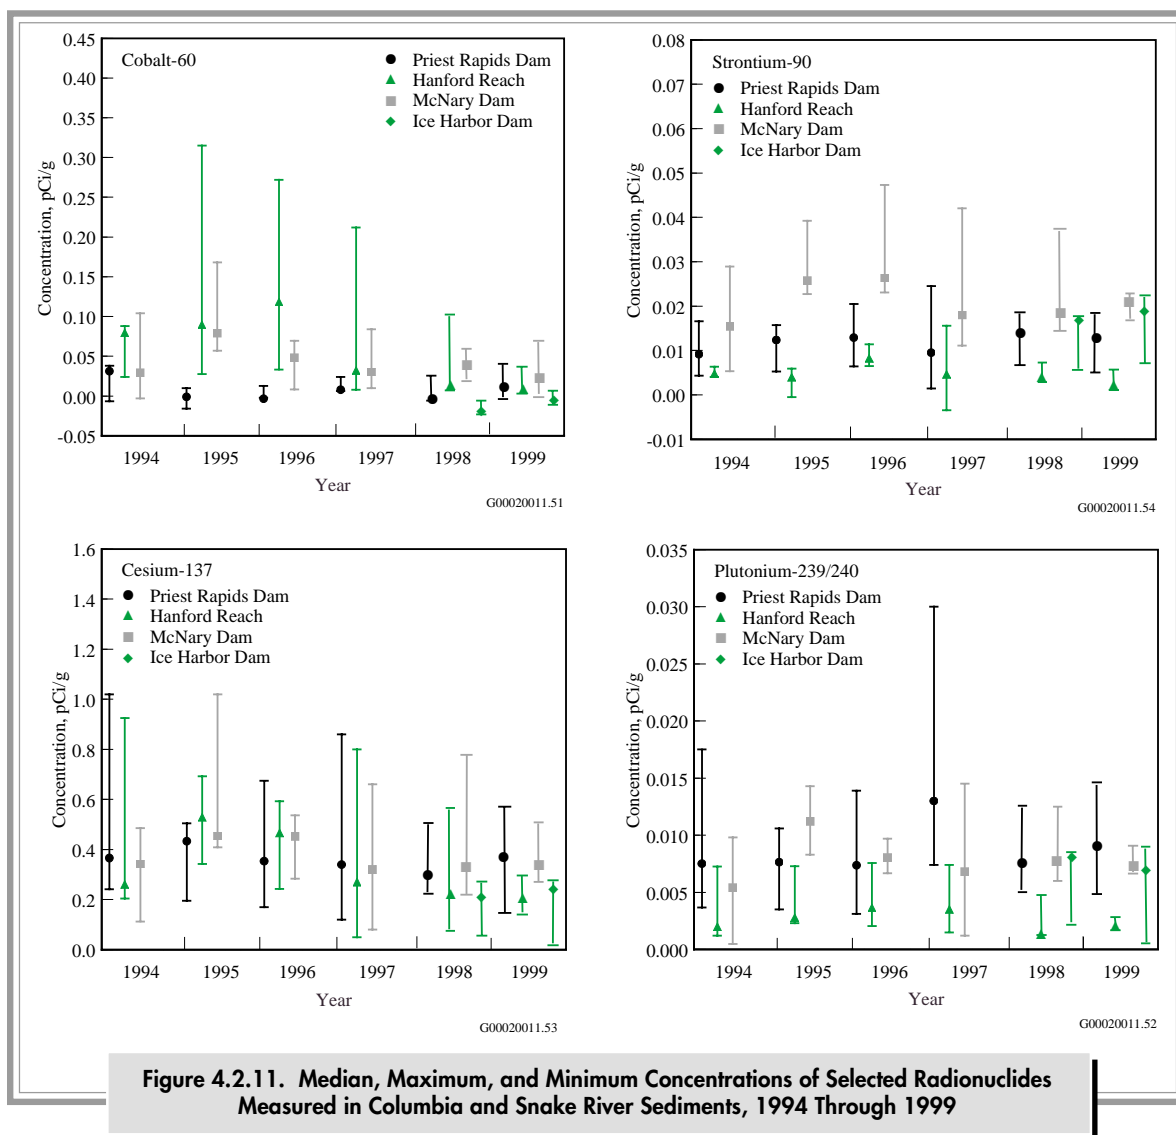 Cobalt-60
Priest Rapids Dam
Hanford Reach
McNary Dam
Ice Harbor Dam
Concentration, pCi/g
0.45
0.40
0.35
0.30
0.25
0.20
0.15
0.10
0.05
0.00
-0.05
1994 1995 1996 1997 1998 1999
Year
G00020011.51
Strontium-90
Priest Rapids Dam
Hanford Reach
McNary Dam
Ice Harbor Dam
Concentration, pCi/g
0.08
0.07
0.06
0.05
0.04
0.03
0.02
0.01
0.00
-0.01
1994 1995 1996 1997 1998 1999
Year
G00020011.54
Cesium-137
Priest Rapids Dam
Hanford Reach
McNary Dam
Ice Harbor Dam
Concentration, pCi/g
1.6
1.4
1.2
1.0
0.8
0.6
0.4
0.2
0.0
1994 1995 1996 1997 1998 1999
Year
G00020011.53
Plutonium-239/240
Priest Rapids Dam
Hanford Reach
McNary Dam
Ice Harbor Dam
Concentration, pCi/g
0.035
0.030
0.025
0.020
0.015
0.010
0.005
0.000
1994 1995 1996 1997 1998 1999
Year
G00020011.52
Figure 4.2.11. Median, Maximum, and Minimum Concentrations of Selected Radionuclides
Measured in Columbia and Snake River Sediments, 1994 Through 1999